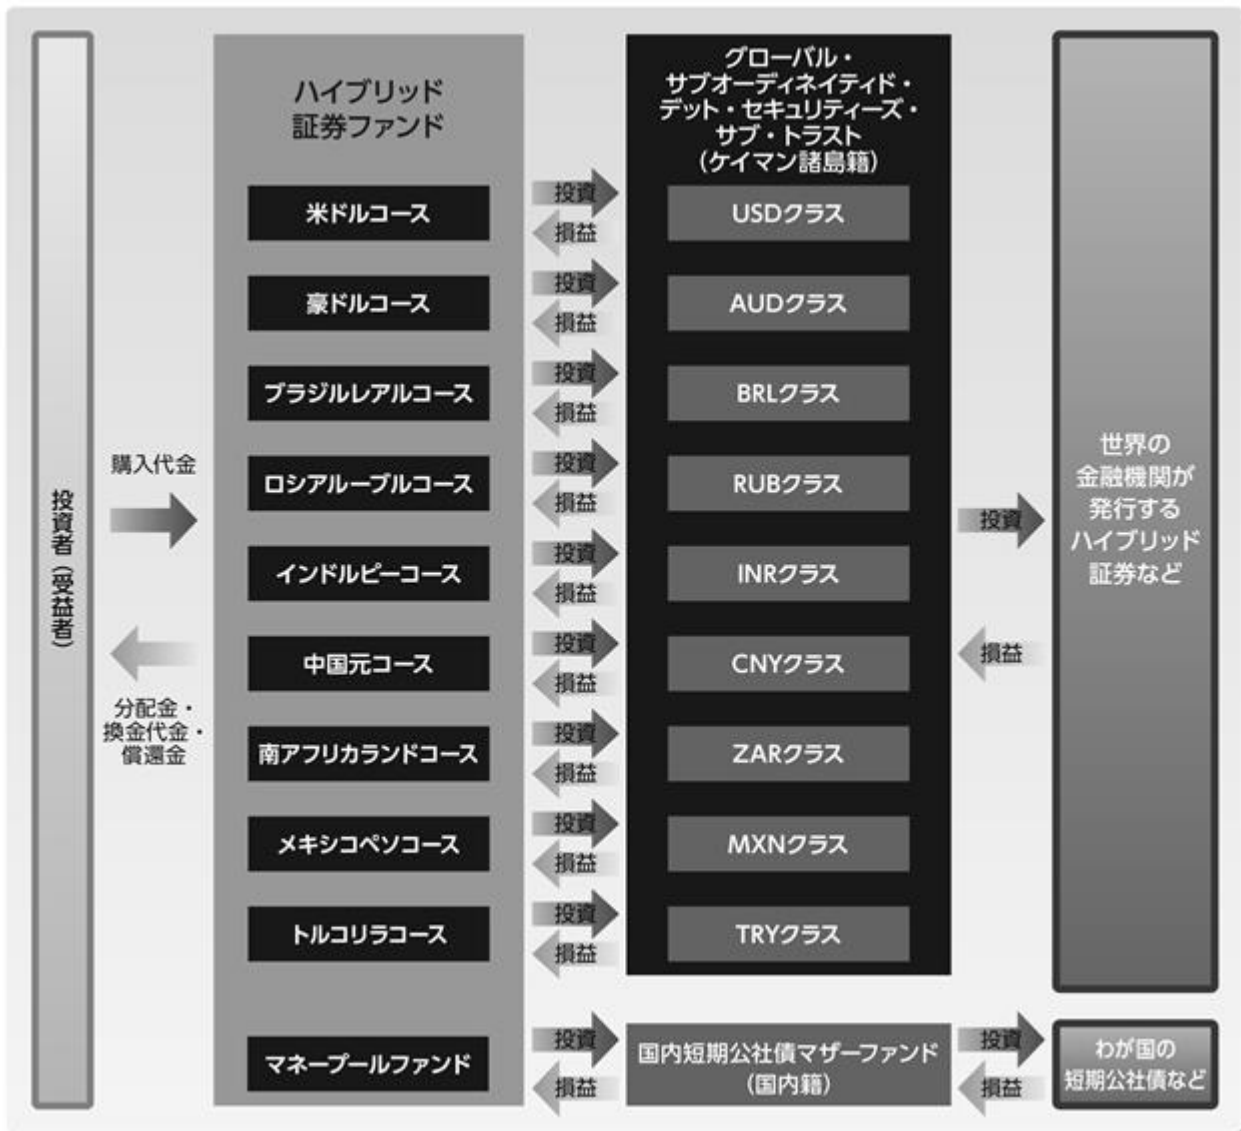 投資者(受益者)
購入代金
分配金・
換金代金・
償還金
ハイブリッド
証券ファンド
米ドルコース
豪ドルコース
ブラジルレアルコース
ロシアルーブルコース
インドルピーコース
中国元コース
南アフリカランドコース
メキシコペソコース
トルコリラコース
マネープールファンド
投資
損益
投資
損益
投資
損益
投資
損益
投資
損益
投資
損益
投資
損益
投資
損益
投資
損益
投資
損益
グローバル・
サブオーディネイティド・
デット・セキュリティーズ・
サブ・トラスト
(ケイマン諸島籍)
USDクラス
AUDクラス
BRLクラス
RUBクラス
INRクラス
CNYクラス
ZARクラス
MXNクラス
TRYクラス
国内短期公社債マザーファンド
(国内籍)
投資
損益
投資
損益
世界の
金融機関が
発行する
ハイブリッド
証券など
わが国の
短期公社債など